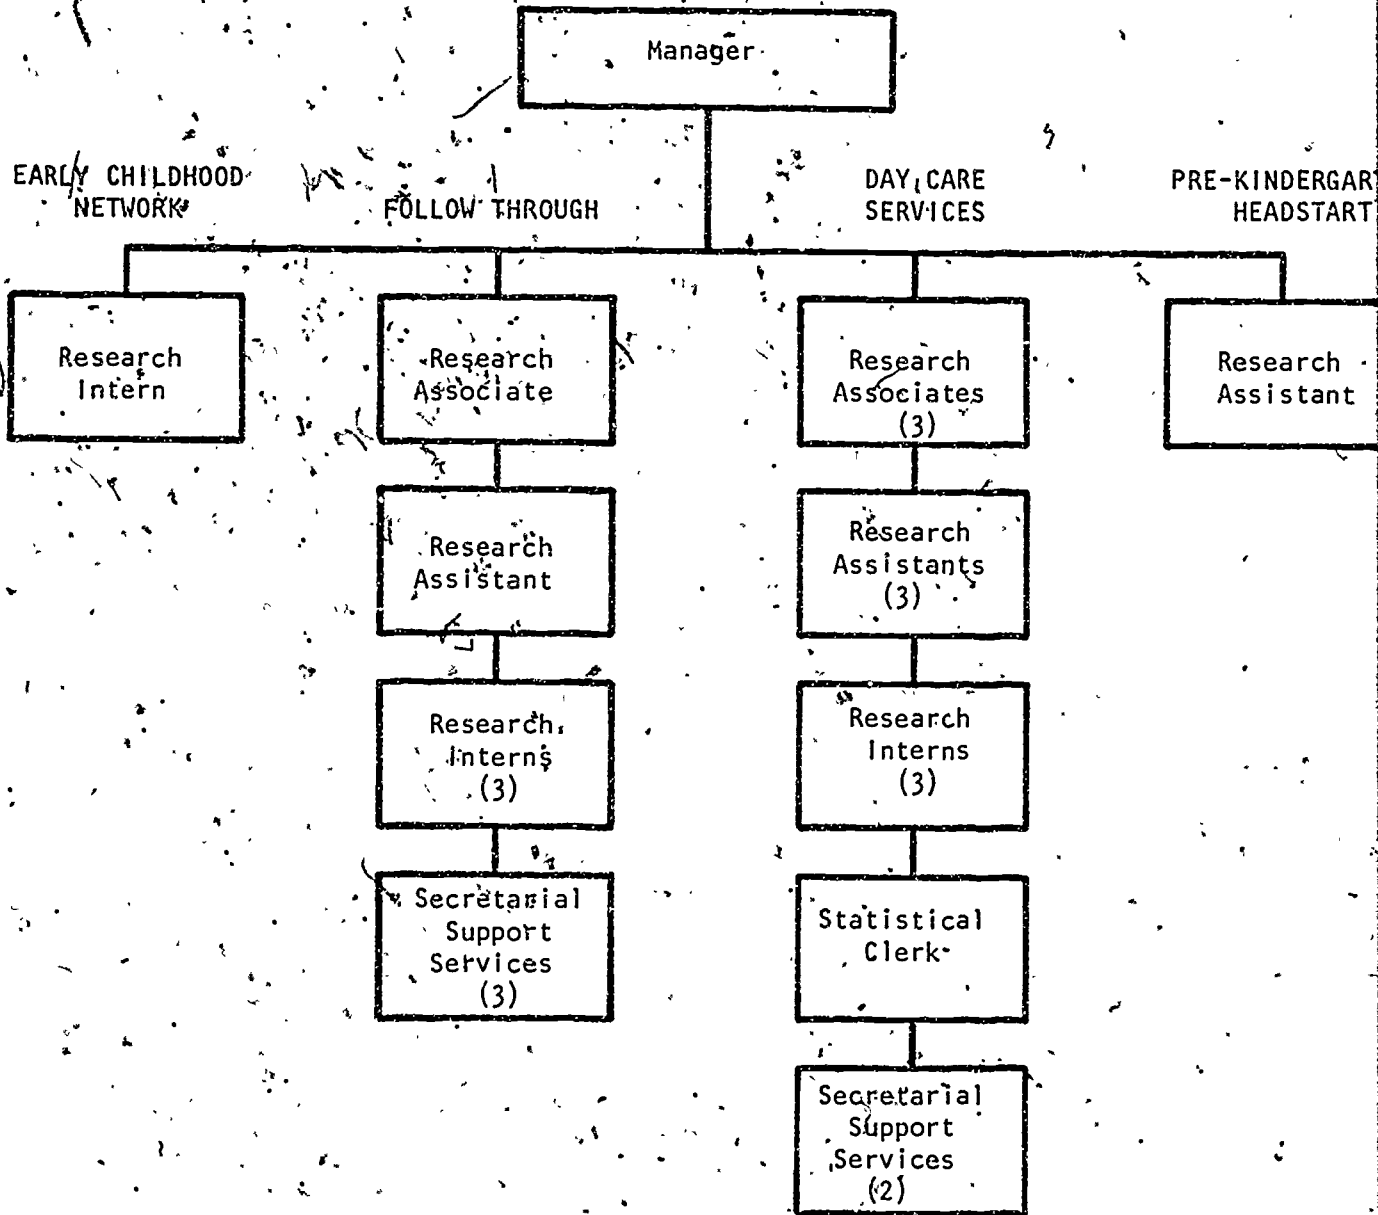 Manager
EARLY CHILDHOOD
NETWORK
FOLLOW THROUGH
DAY CARE
SERVICES
PRE-KINDERGAR
HEADSTART
Research
Intern
Research
Associate
Research
Assistant
Research
Interns
(3)
Secretarial
Support
Services
(3)
Research
Associates
(3)
Research
Assistants
(3)
Research
Interns
(3)
Statistical
Clerk
Secretarial
Support
Services
(2)
Research
Assistant